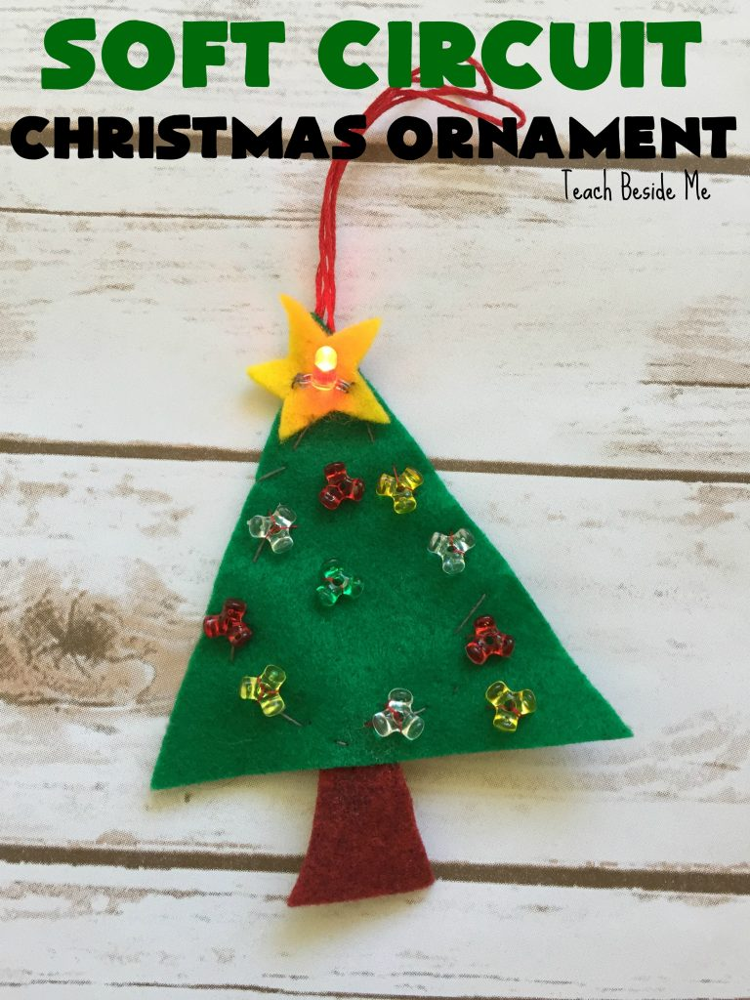 SOFT CIRCUIT
CHRISTMAS ORNAMENT
Teach Beside Me